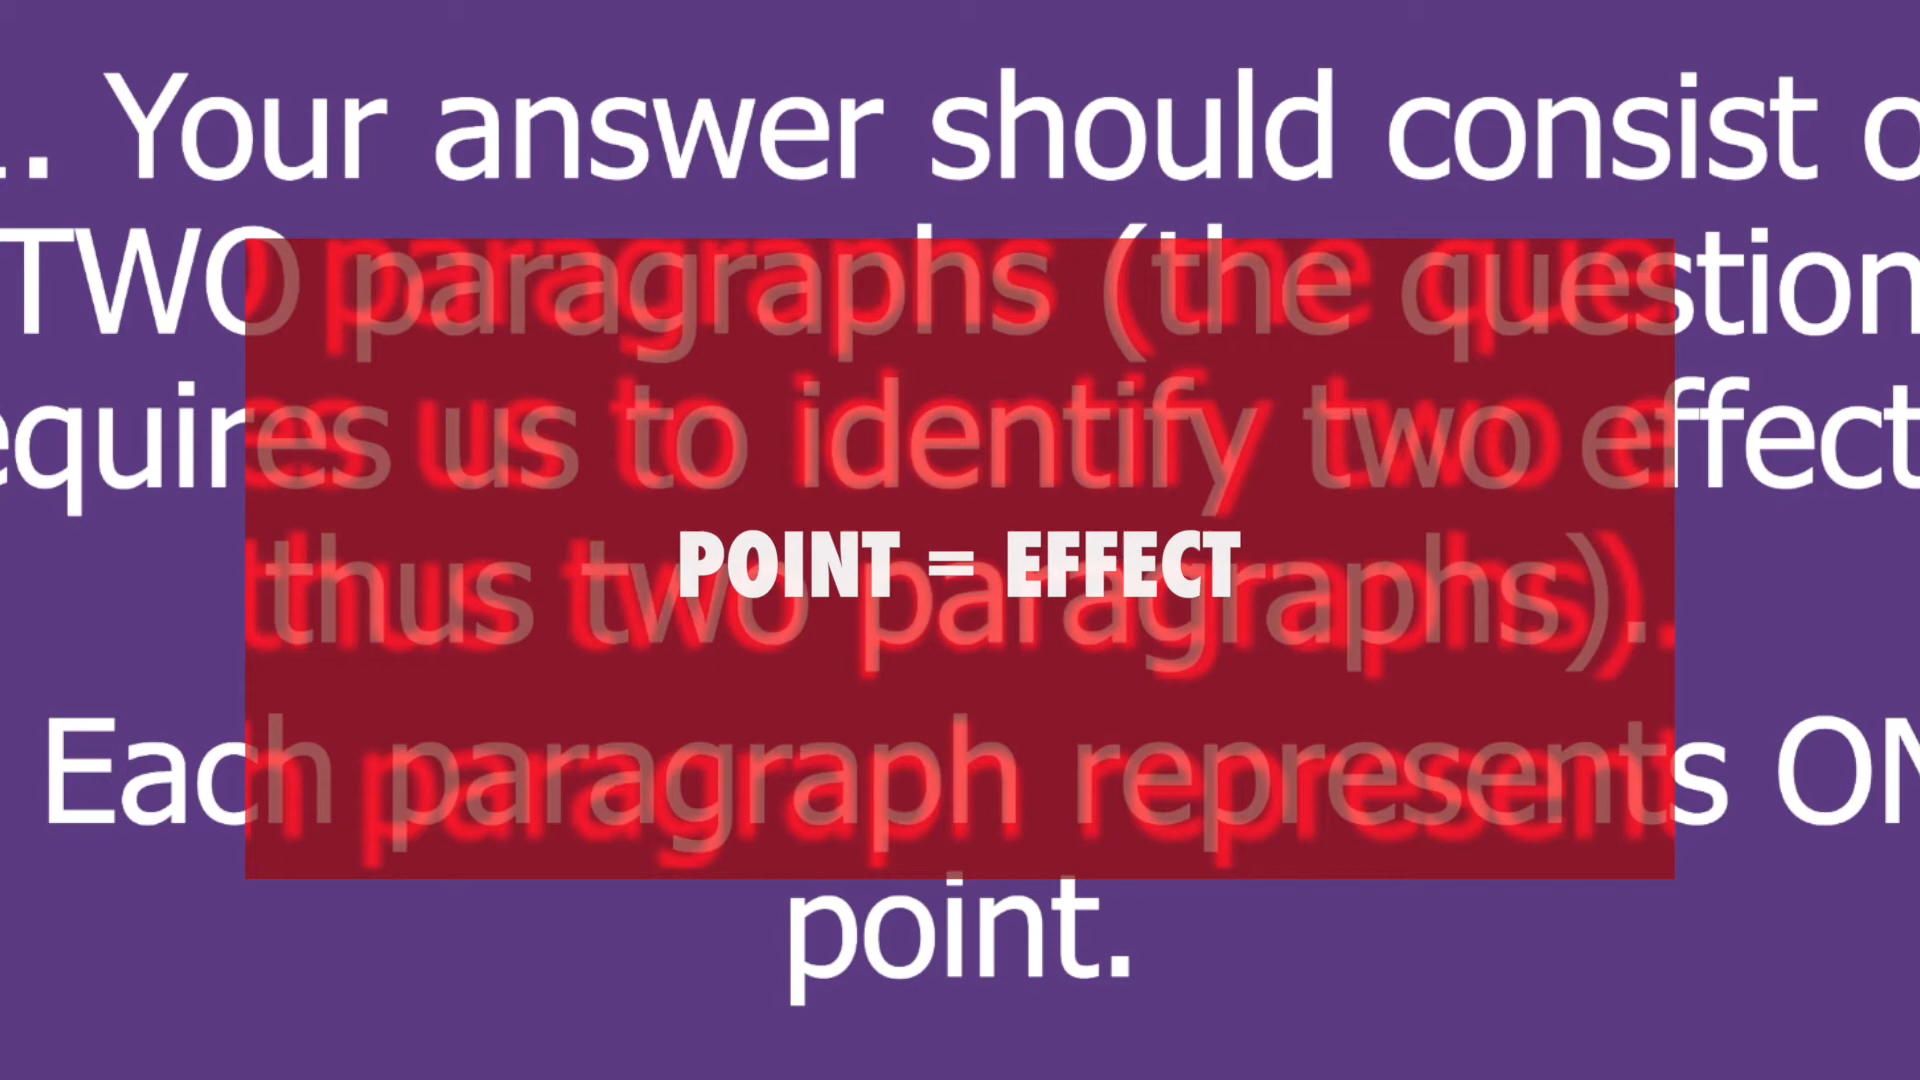 1. Your answer should consist o
TWO paragraphs (the question
equires us to identify two effect
thus two paragraphs).
POINT = EFFECT
Each paragraph represents ON
point.